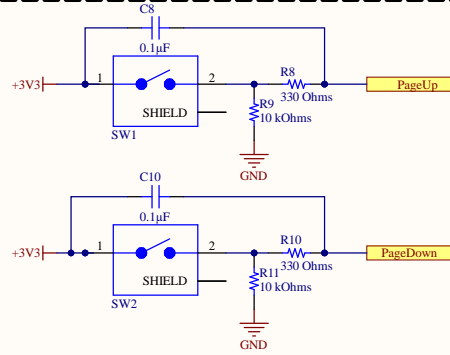 C8
0.1µF
+3V3
1
2
R8
330 Ohms
PageUp
R9
10 kOhms
SHIELD
SW1
GND
C10
0.1µF
+3V3
1
2
R10
330 Ohms
PageDown
R11
10 kOhms
SHIELD
SW2
GND